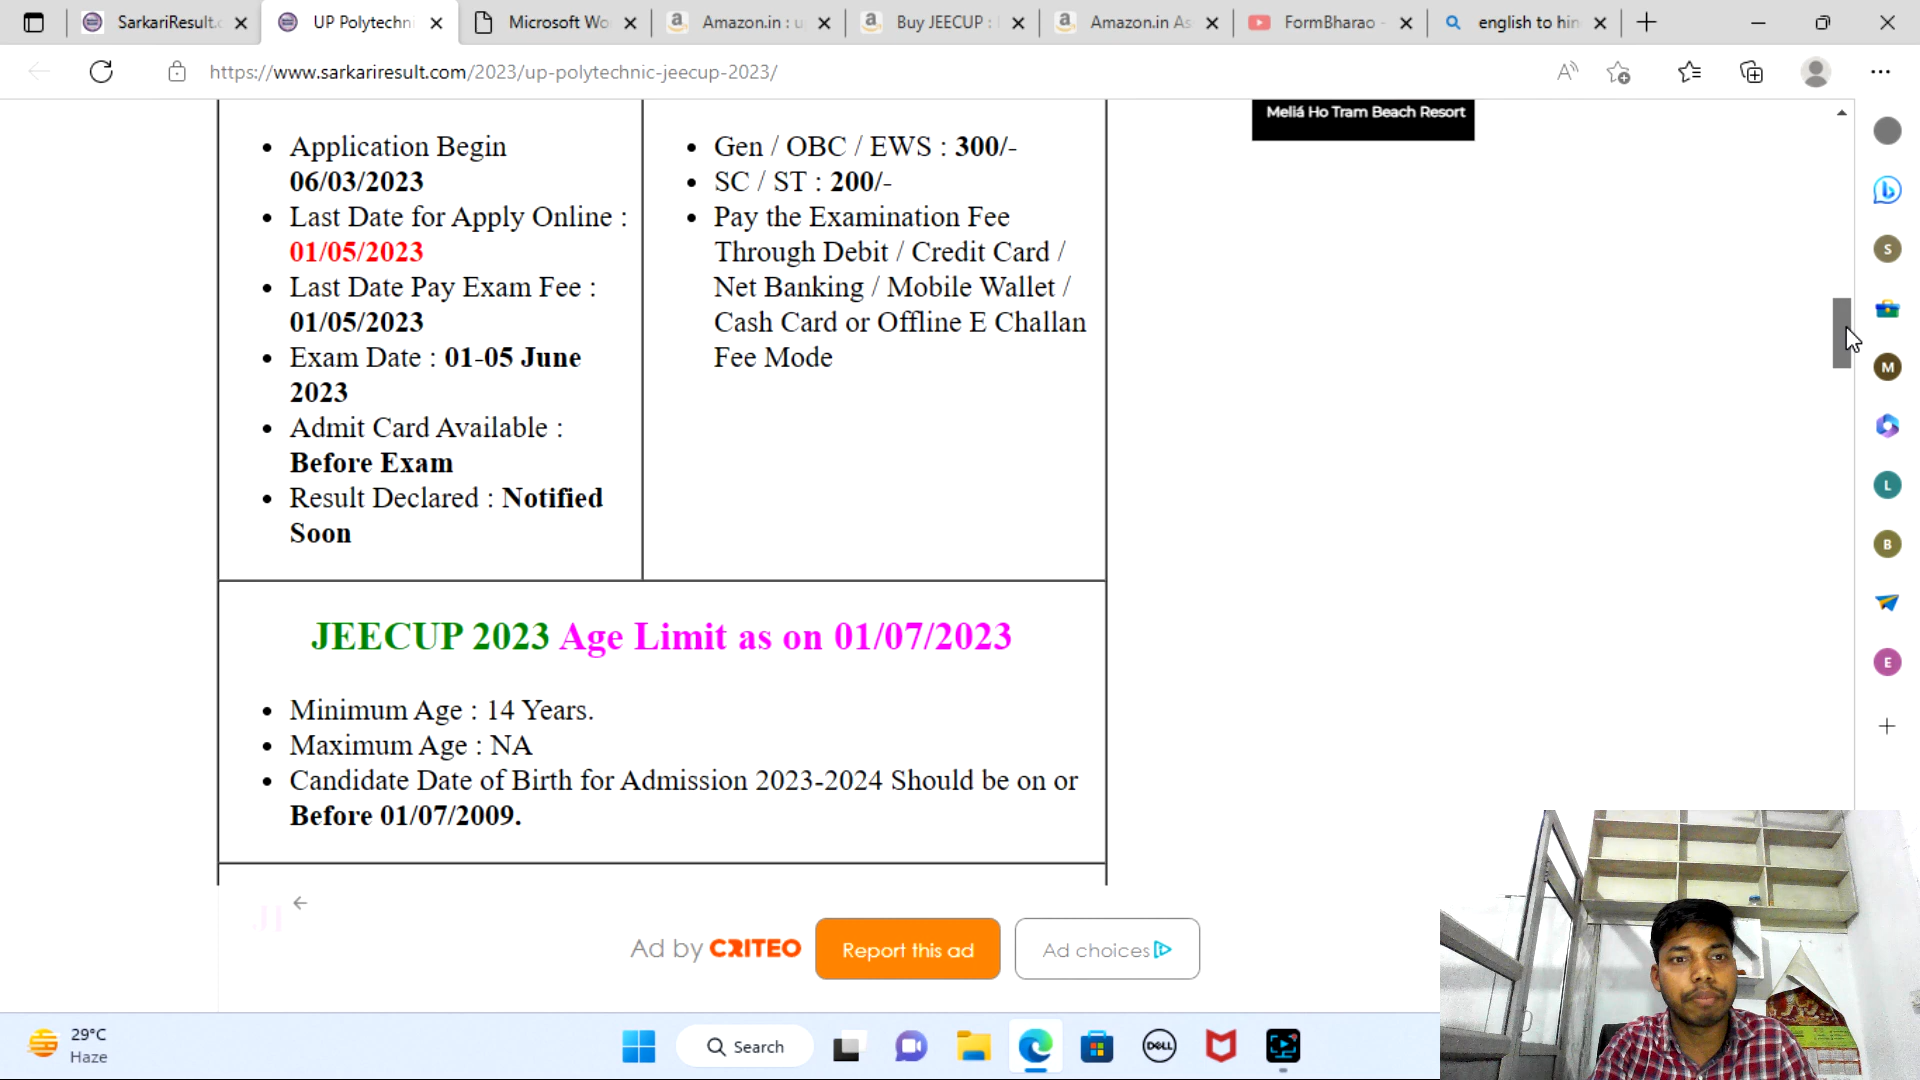 SarkariResult.c
UP Polytechni
Microsoft Wo
Amazon.in : u
Buy JEECUP :
Amazon.in As
FormBharao -
english to hin
https://www.sarkariresult.com/2023/up-polytechnic-jeecup-2023/
Meliá Ho Tram Beach Resort
Application Begin
06/03/2023
Last Date for Apply Online :
01/05/2023
Last Date Pay Exam Fee :
01/05/2023
Exam Date : 01-05 June
2023
Admit Card Available :
Before Exam
Result Declared : Notified
Soon
Gen / OBC / EWS : 300/-
SC / ST : 200/-
Pay the Examination Fee
Through Debit / Credit Card /
Net Banking / Mobile Wallet /
Cash Card or Offline E Challan
Fee Mode
JEECUP 2023 Age Limit as on 01/07/2023
Minimum Age : 14 Years.
Maximum Age : NA
Candidate Date of Birth for Admission 2023-2024 Should be on or
Before 01/07/2009.
Ad by CRITEO
Report this ad
Ad choices
S
M
L
B
E
29°C
Haze
Search
DELL